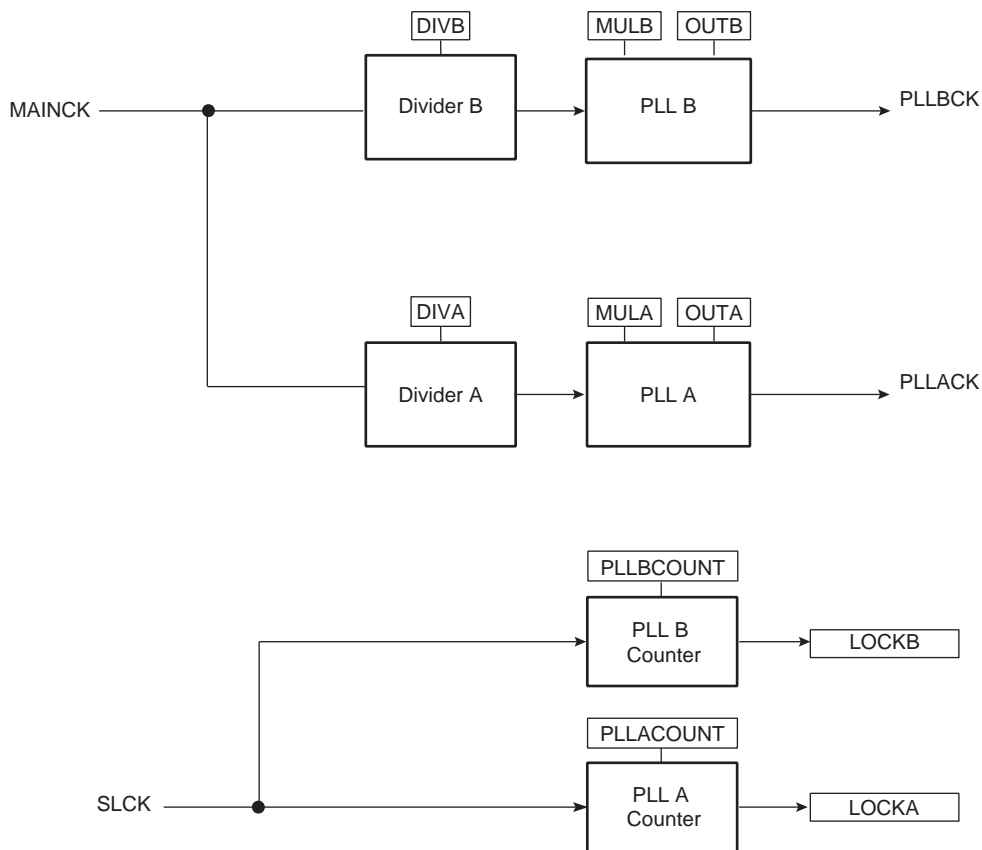 DIVB
MULB
OUTB
MAINCK
Divider B
PLL B
PLLBCK
DIVA
MULA
OUTA
Divider A
PLL A
PLLACK
PLLBCOUNT
PLL B
Counter
LOCKB
PLLACOUNT
SLCK
PLL A
Counter
LOCKA